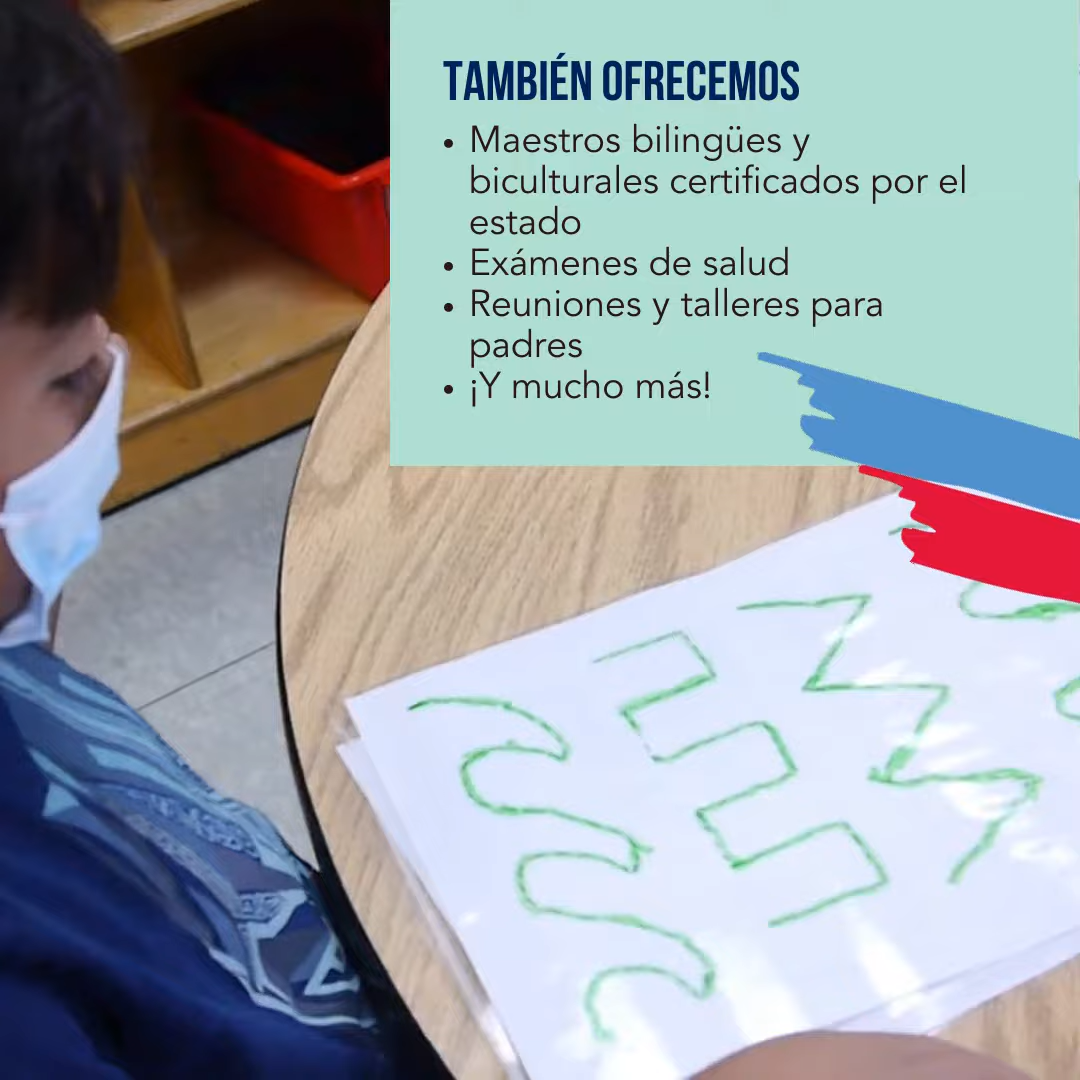 TAMBIÉN OFRECEMOS
• Maestros bilingües y
biculturales certificados por el
estado
• Exámenes de salud
• Reuniones y talleres para
padres
• ¡Y mucho más!